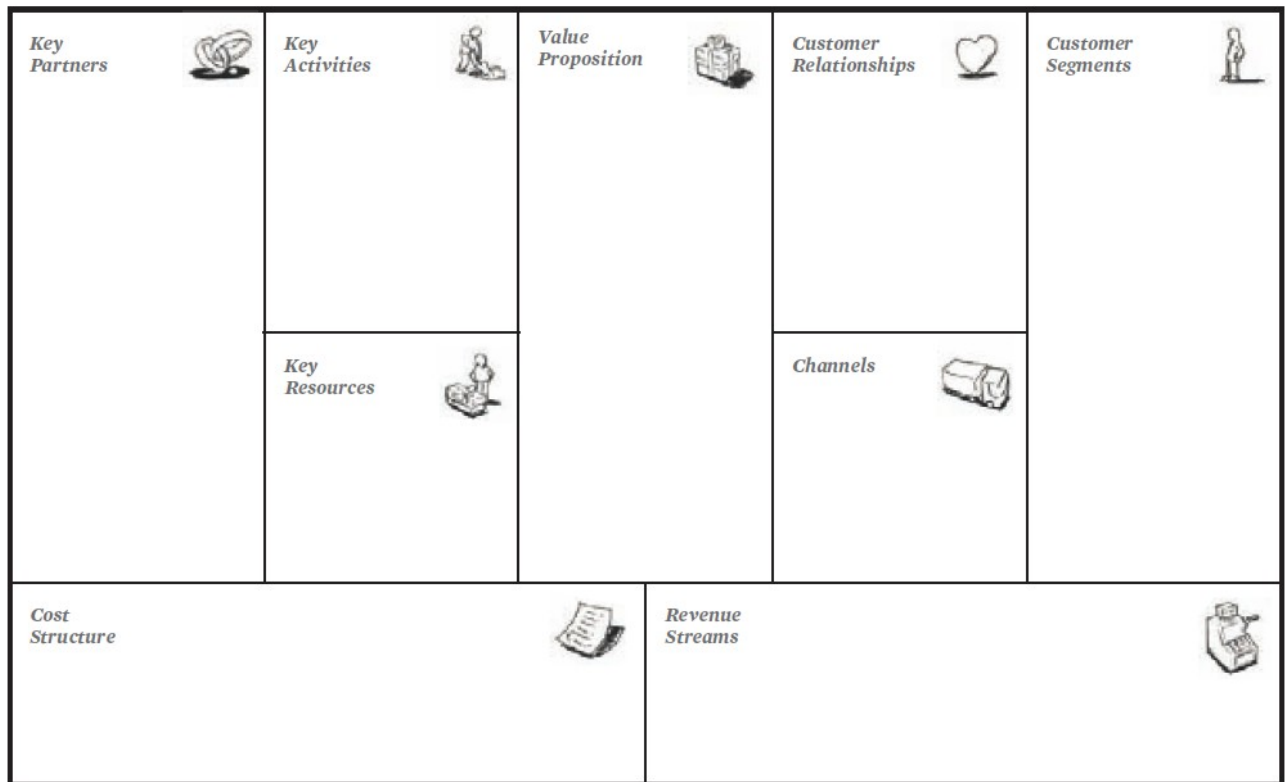 Key
Partners
Key
Activities
Value
Proposition
Customer
Relationships
Customer
Segments
Key
Resources
Channels
Cost
Structure
Revenue
Streams